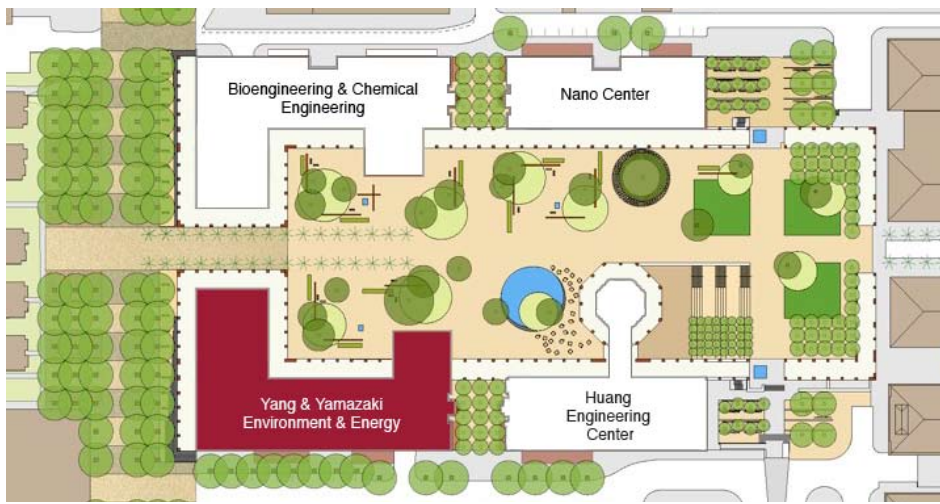 Bioengineering & Chemical
Engineering
Nano Center
Yang & Yamazaki
Environment & Energy
Huang
Engineering
Center